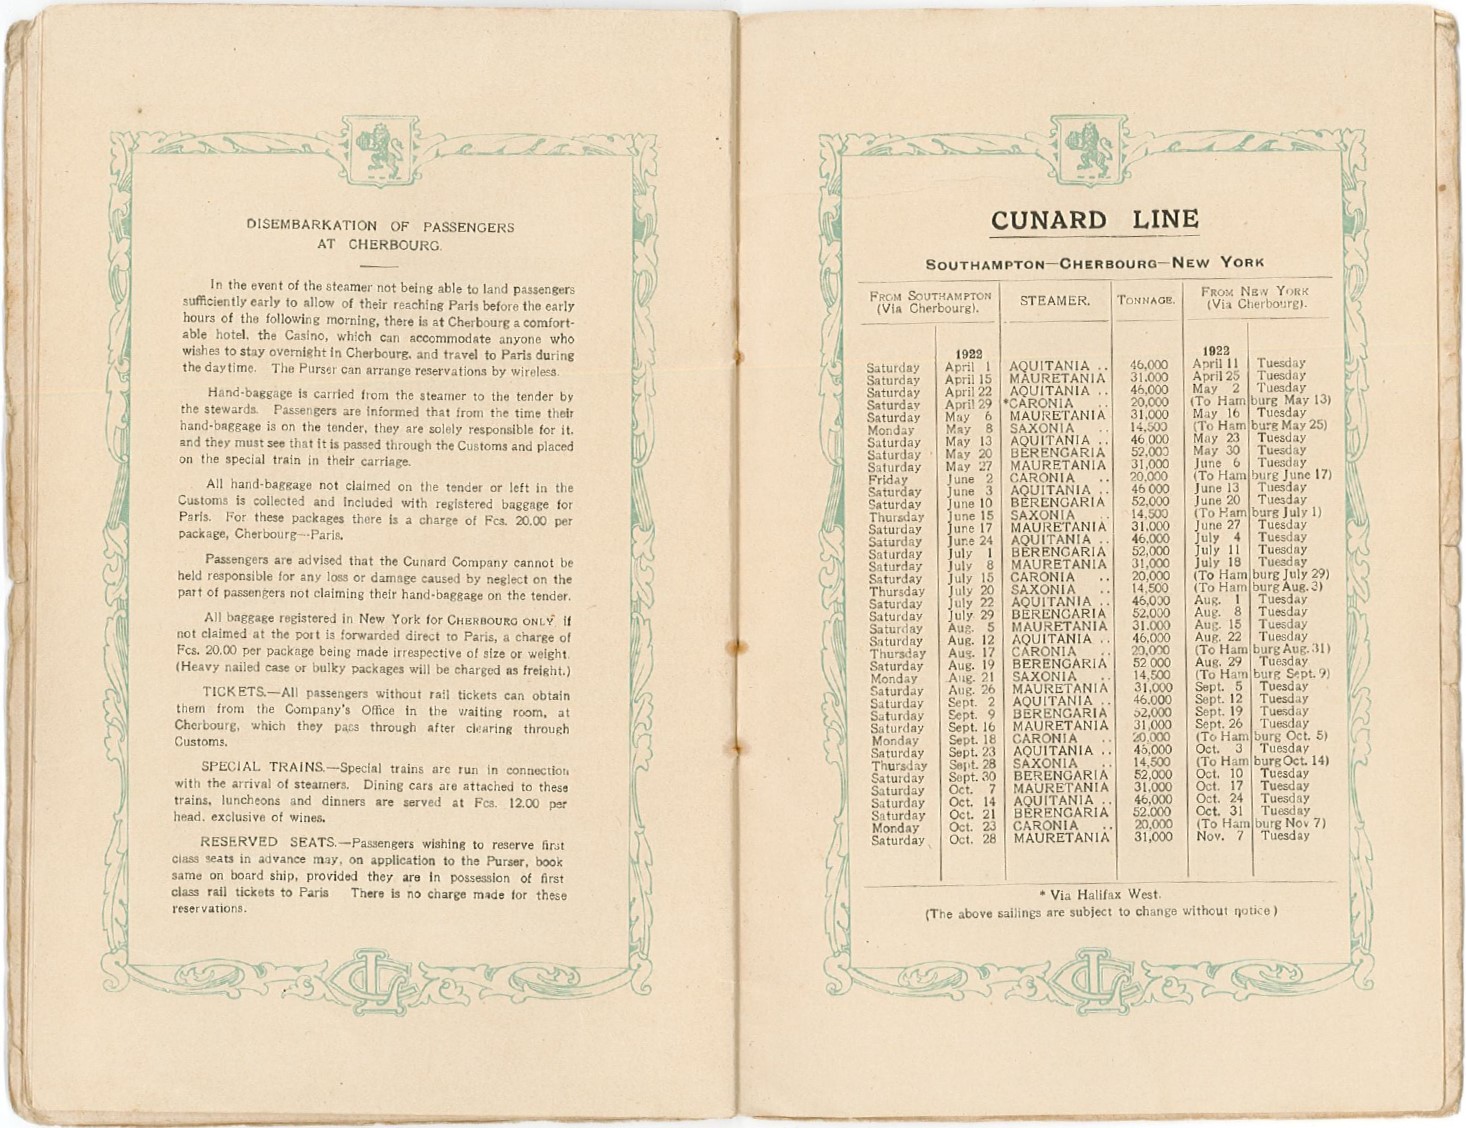 DISEMBARKATION OF PASSENGERS
AT CHERBOURG.
In the event of the steamer not being able to land passengers
sufficiently early to allow of their reaching Paris before the early
hours of the following morning, there is at Cherbourg a comfort-
able hotel, the Casino, which can accommodate anyone who
wishes to stay overnight in Cherbourg, and travel to Paris during
the daytime. The Purser can arrange reservations by wireless.
Hand-baggage is carried from the steamer to the tender by
the stewards. Passengers are informed that from the time their
hand-baggage is on the tender, they are solely responsible for it,
and they must see that it is passed through the Customs and placed
on the special train in their carriage.
All hand-baggage not claimed on the tender or left in the
Customs is collected and included with registered baggage for
Paris. For these packages there is a charge of Fcs. 20.00 per
package, Cherbourg—Paris.
Passengers are advised that the Cunard Company cannot be
held responsible for any loss or damage caused by neglect on the
part of passengers not claiming their hand-baggage on the tender.
All baggage registered in New York for CHERBOURG ONLY if
not claimed at the port is forwarded direct to Paris, a charge of
Fcs. 20.00 per package being made irrespective of size or weight.
(Heavy nailed case or bulky packages will be charged as freight.)
TICKETS.—All passengers without rail tickets can obtain
them from the Company's Office in the waiting room, at
Cherbourg, which they pass through after clearing through
Customs.
SPECIAL TRAINS.—Special trains are run in connection
with the arrival of steamers. Dining cars are attached to these
trains, luncheons and dinners are served at Fcs. 12.00 per
head, exclusive of wines.
RESERVED SEATS.—Passengers wishing to reserve first
class seats in advance may, on application to the Purser, book
same on board ship, provided they are in possession of first
class rail tickets to Paris There is no charge made for these
reservations.
CUNARD LINE
SOUTHAMPTON—CHERBOURG—NEW YORK
FROM SOUTHAMPTON (Via Cherbourg). STEAMER. TONNAGE. FROM NEW YORK (Via Cherbourg).
1922 1922
Saturday April 1 AQUITANIA .. 46,000 April 11 Tuesday
Saturday April 15 MAURETANIA 31,000 April 25 Tuesday
Saturday April 22 AQUITANIA .. 46,000 May 2 Tuesday
Saturday April 29 *CARONIA .. 20,000 (To Hamburg May 13)
Saturday May 6 MAURETANIA 31,000 May 16 Tuesday
Monday May 8 SAXONIA .. 14,500 (To Hamburg May 25)
Saturday May 13 AQUITANIA .. 46,000 May 23 Tuesday
Saturday May 20 BERENGARIA 52,000 May 30 Tuesday
Saturday May 27 MAURETANIA 31,000 June 6 Tuesday
Friday June 2 CARONIA .. 20,000 (To Hamburg June 17)
Saturday June 3 AQUITANIA .. 46 000 June 13 Tuesday
Saturday June 10 BERENGARIA 52,000 June 20 Tuesday
Thursday June 15 SAXONIA .. 14,500 (To Hamburg July 1)
Saturday June 17 MAURETANIA 31,000 June 27 Tuesday
Saturday June 24 AQUITANIA .. 46,000 July 4 Tuesday
Saturday July 1 BERENGARIA 52,000 July 11 Tuesday
Saturday July 8 MAURETANIA 31,000 July 18 Tuesday
Saturday July 15 CARONIA .. 20,000 (To Hamburg July 29)
Thursday July 20 SAXONIA .. 14,500 (To Hamburg Aug. 3)
Saturday July 22 AQUITANIA .. 46,000 Aug. 1 Tuesday
Saturday July 29 BERENGARIA 52,000 Aug. 8 Tuesday
Saturday Aug. 5 MAURETANIA 31.000 Aug. 15 Tuesday
Saturday Aug. 12 AQUITANIA .. 46,000 Aug. 22 Tuesday
Thursday Aug. 17 CARONIA .. 20,000 (To Hamburg Aug. 31)
Saturday Aug. 19 BERENGARIA 52 000 Aug. 29 Tuesday
Monday Aug. 21 SAXONIA .. 14,500 (To Hamburg Sept. 9)
Saturday Aug. 26 MAURETANIA 31,000 Sept. 5 Tuesday
Saturday Sept. 2 AQUITANIA .. 46.000 Sept. 12 Tuesday
Saturday Sept. 9 BERENGARIA 52,000 Sept. 19 Tuesday
Saturday Sept. 16 MAURETANIA 31,000 Sept. 26 Tuesday
Monday Sept. 18 CARONIA .. 20,000 (To Hamburg Oct. 5)
Saturday Sept. 23 AQUITANIA .. 46,000 Oct. 3 Tuesday
Thursday Sept. 28 SAXONIA .. 14,500 (To Hamburg Oct. 14)
Saturday Sept. 30 BERENGARIA 52,000 Oct. 10 Tuesday
Saturday Oct. 7 MAURETANIA 31,000 Oct. 17 Tuesday
Saturday Oct. 14 AQUITANIA .. 46,000 Oct. 24 Tuesday
Saturday Oct. 21 BERENGARIA 52.000 Oct. 31 Tuesday
Monday Oct. 23 CARONIA .. 20,000 (To Hamburg Nov. 7)
Saturday Oct. 28 MAURETANIA 31,000 Nov. 7 Tuesday
* Via Halifax West.
(The above sailings are subject to change without notice)